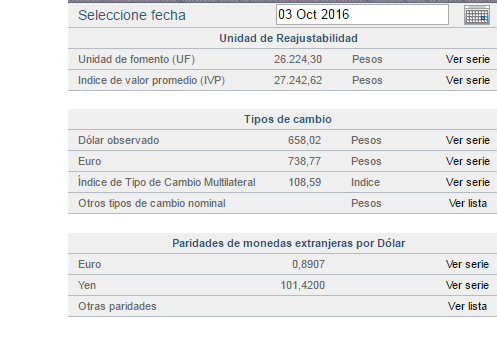 Seleccione fecha 03 Oct 2016
Unidad de Reajustabilidad
Unidad de fomento (UF) 26.224,30 Pesos Ver serie
Indice de valor promedio (IVP) 27.242,62 Pesos Ver serie
Tipos de cambio
Dólar observado 658,02 Pesos Ver serie
Euro 738,77 Pesos Ver serie
Índice de Tipo de Cambio Multilateral 108,59 Indice Ver serie
Otros tipos de cambio nominal Pesos Ver lista
Paridades de monedas extranjeras por Dólar
Euro 0,8907 Ver serie
Yen 101,4200 Ver serie
Otras paridades Ver lista